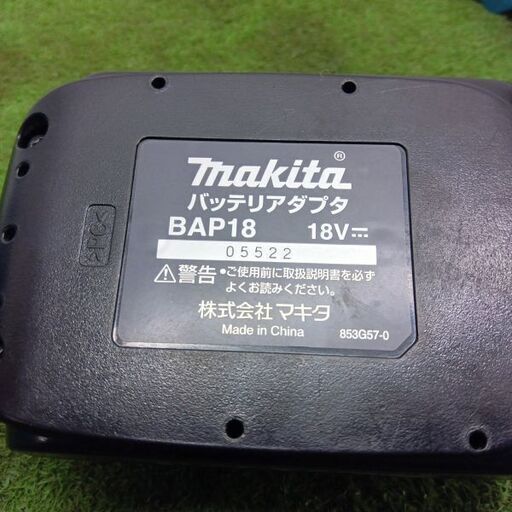 makita®
バッテリアダプタ
BAP18 18V⎓
05522
⚠警告 •ご使用前に取扱説明書を必ず
よくお読みください。
株式会社マキタ
Made in China 853G57-0